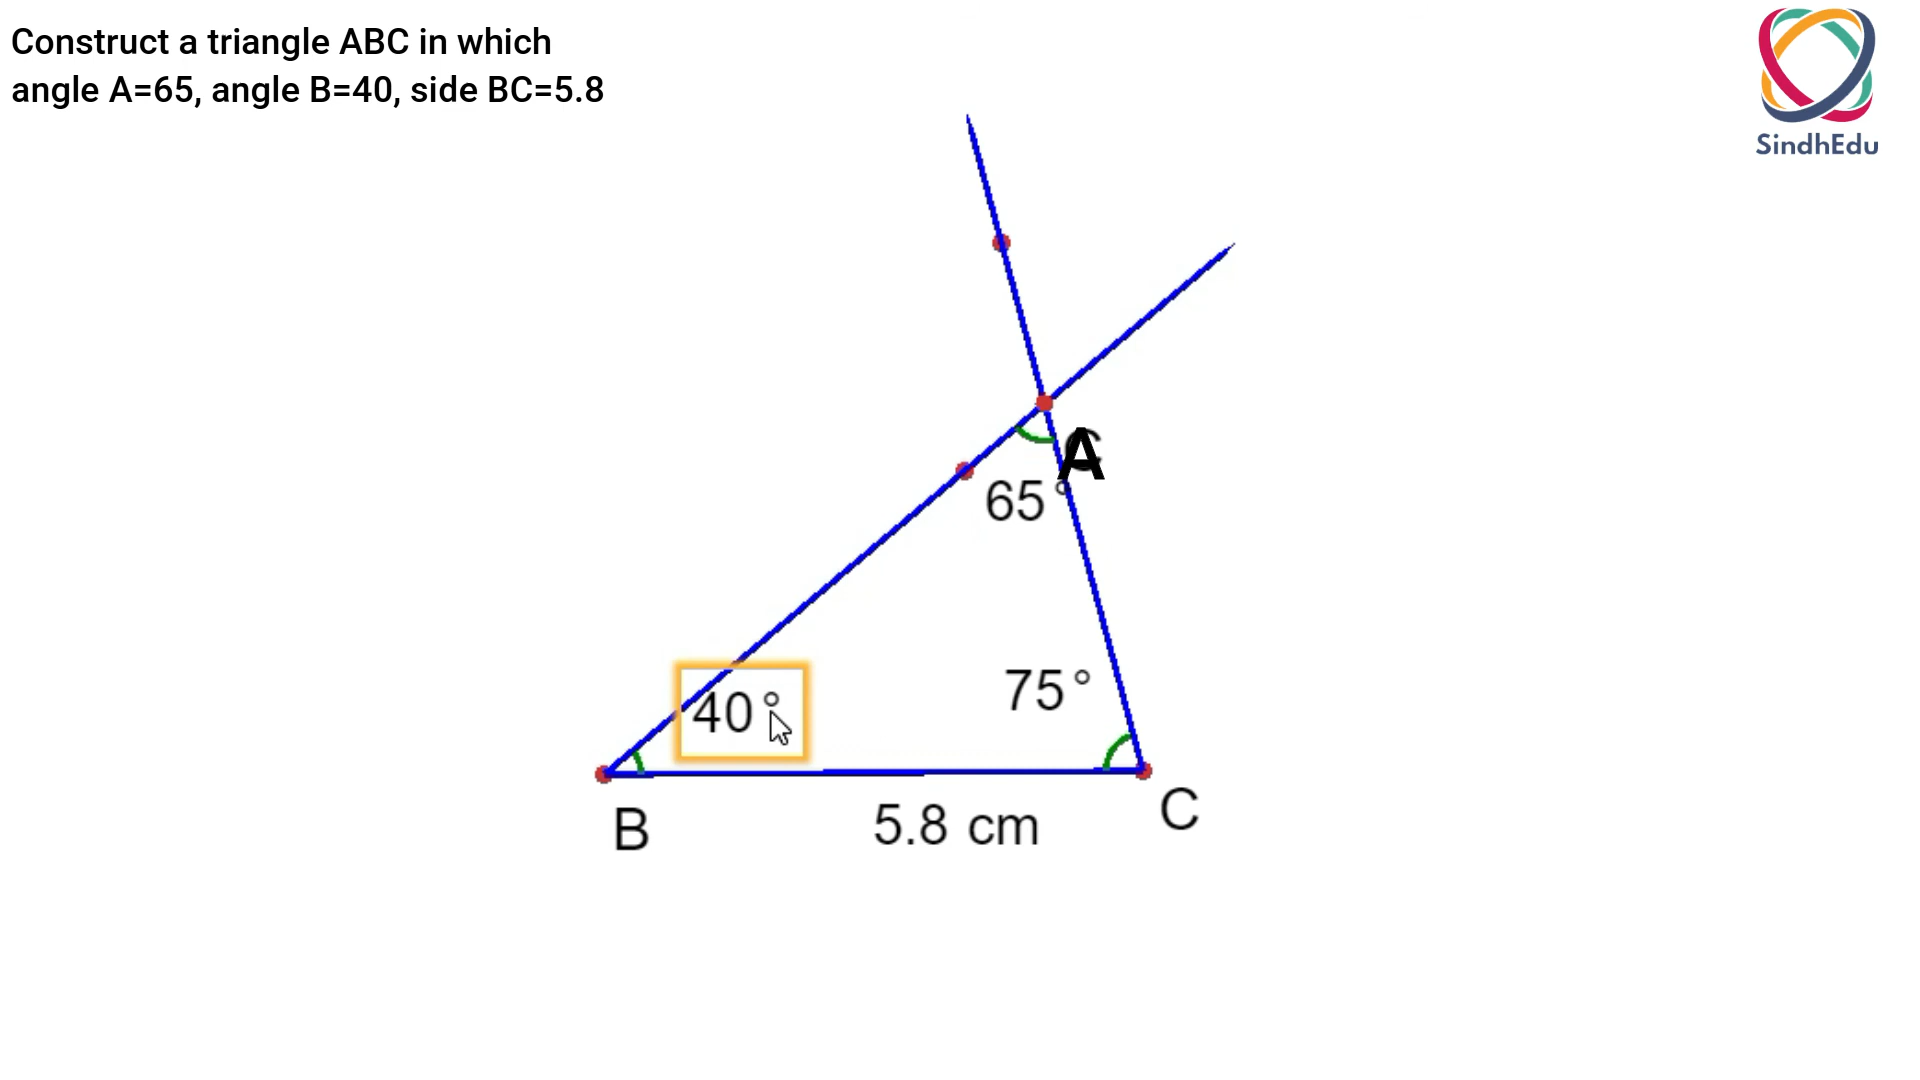 Construct a triangle ABC in which
angle A=65, angle B=40, side BC=5.8
SindhEdu
A
65°
75°
40°
B
5.8 cm
C